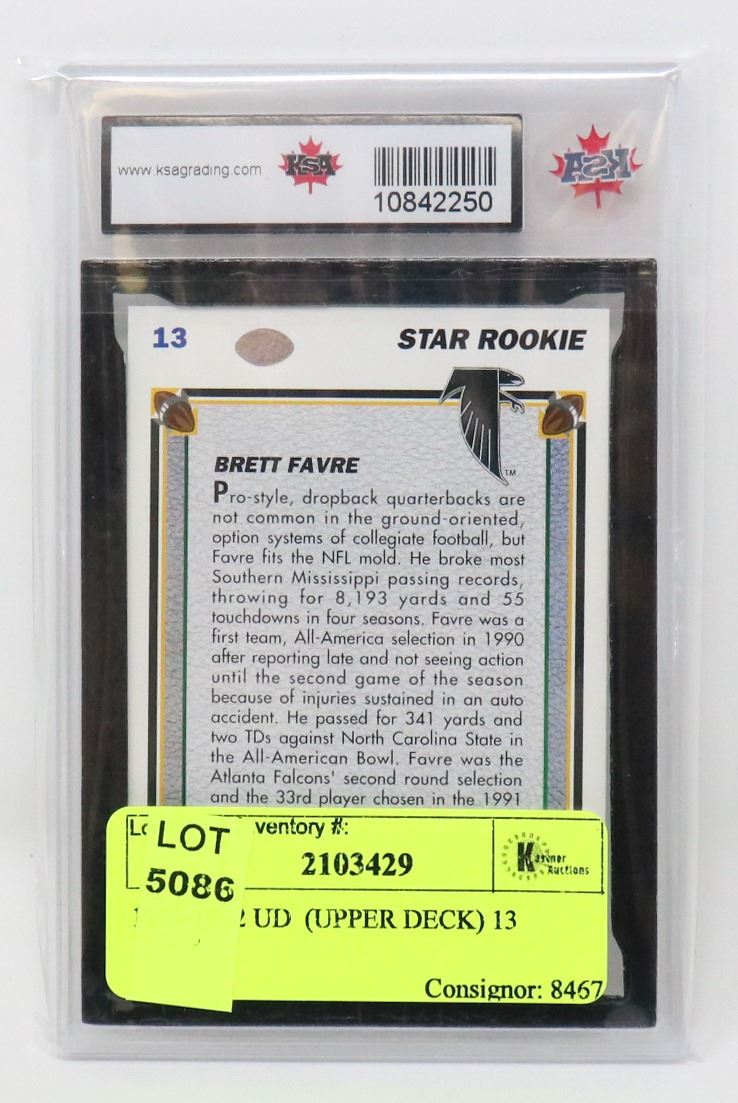 www.ksagrading.com
KSA
10842250
KSA
13
STAR ROOKIE
TM
BRETT FAVRE
Pro-style, dropback quarterbacks are
not common in the ground-oriented,
option systems of collegiate football, but
Favre fits the NFL mold. He broke most
Southern Mississippi passing records,
throwing for 8,193 yards and 55
touchdowns in four seasons. Favre was a
first team, All-America selection in 1990
after reporting late and not seeing action
until the second game of the season
because of injuries sustained in an auto
accident. He passed for 341 yards and
two TDs against North Carolina State in
the All-American Bowl. Favre was the
Atlanta Falcons' second round selection
and the 33rd player chosen in the 1991
#:
LOT
2103429
Kastner
Auctions
5086
UD (UPPER DECK) 13
Consignor: 8467